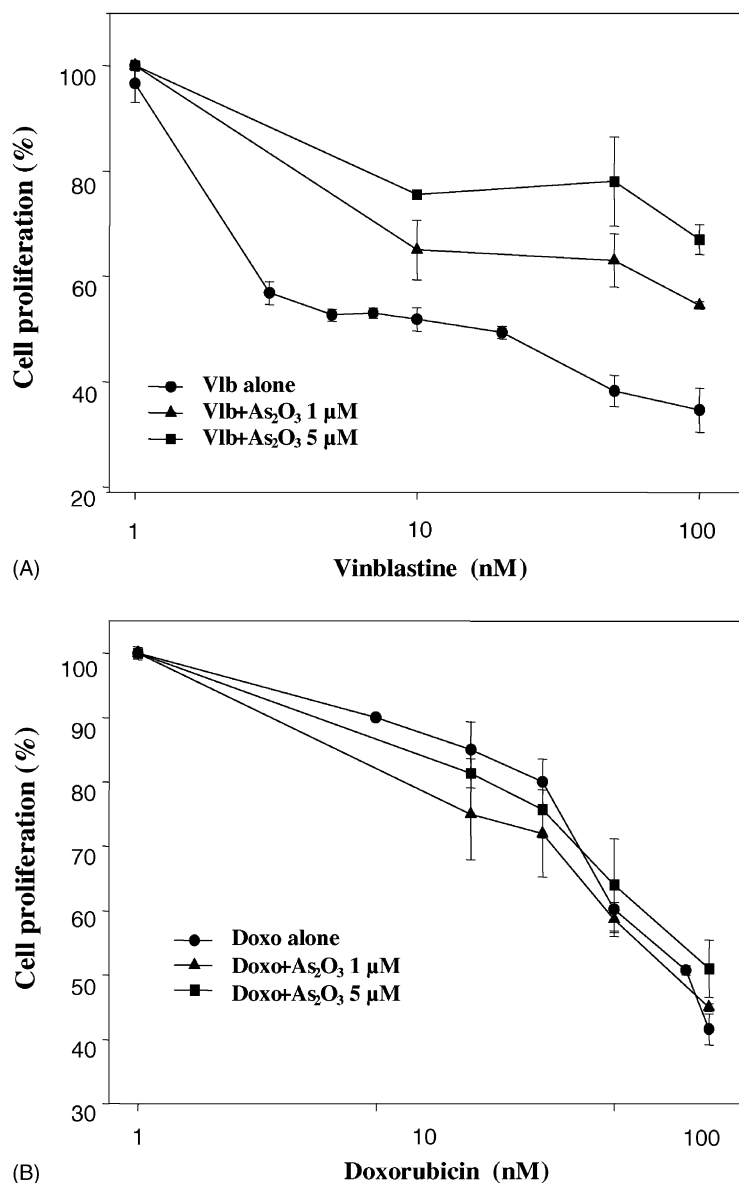 100
80
60
40
20
Cell proliferation (%)
Vlb alone
Vlb+As₂O₃ 1 µM
Vlb+As₂O₃ 5 µM
1
10
100
(A)
Vinblastine (nM)
100
90
80
70
60
50
40
30
Cell proliferation (%)
Doxo alone
Doxo+As₂O₃ 1 µM
Doxo+As₂O₃ 5 µM
1
10
100
(B)
Doxorubicin (nM)